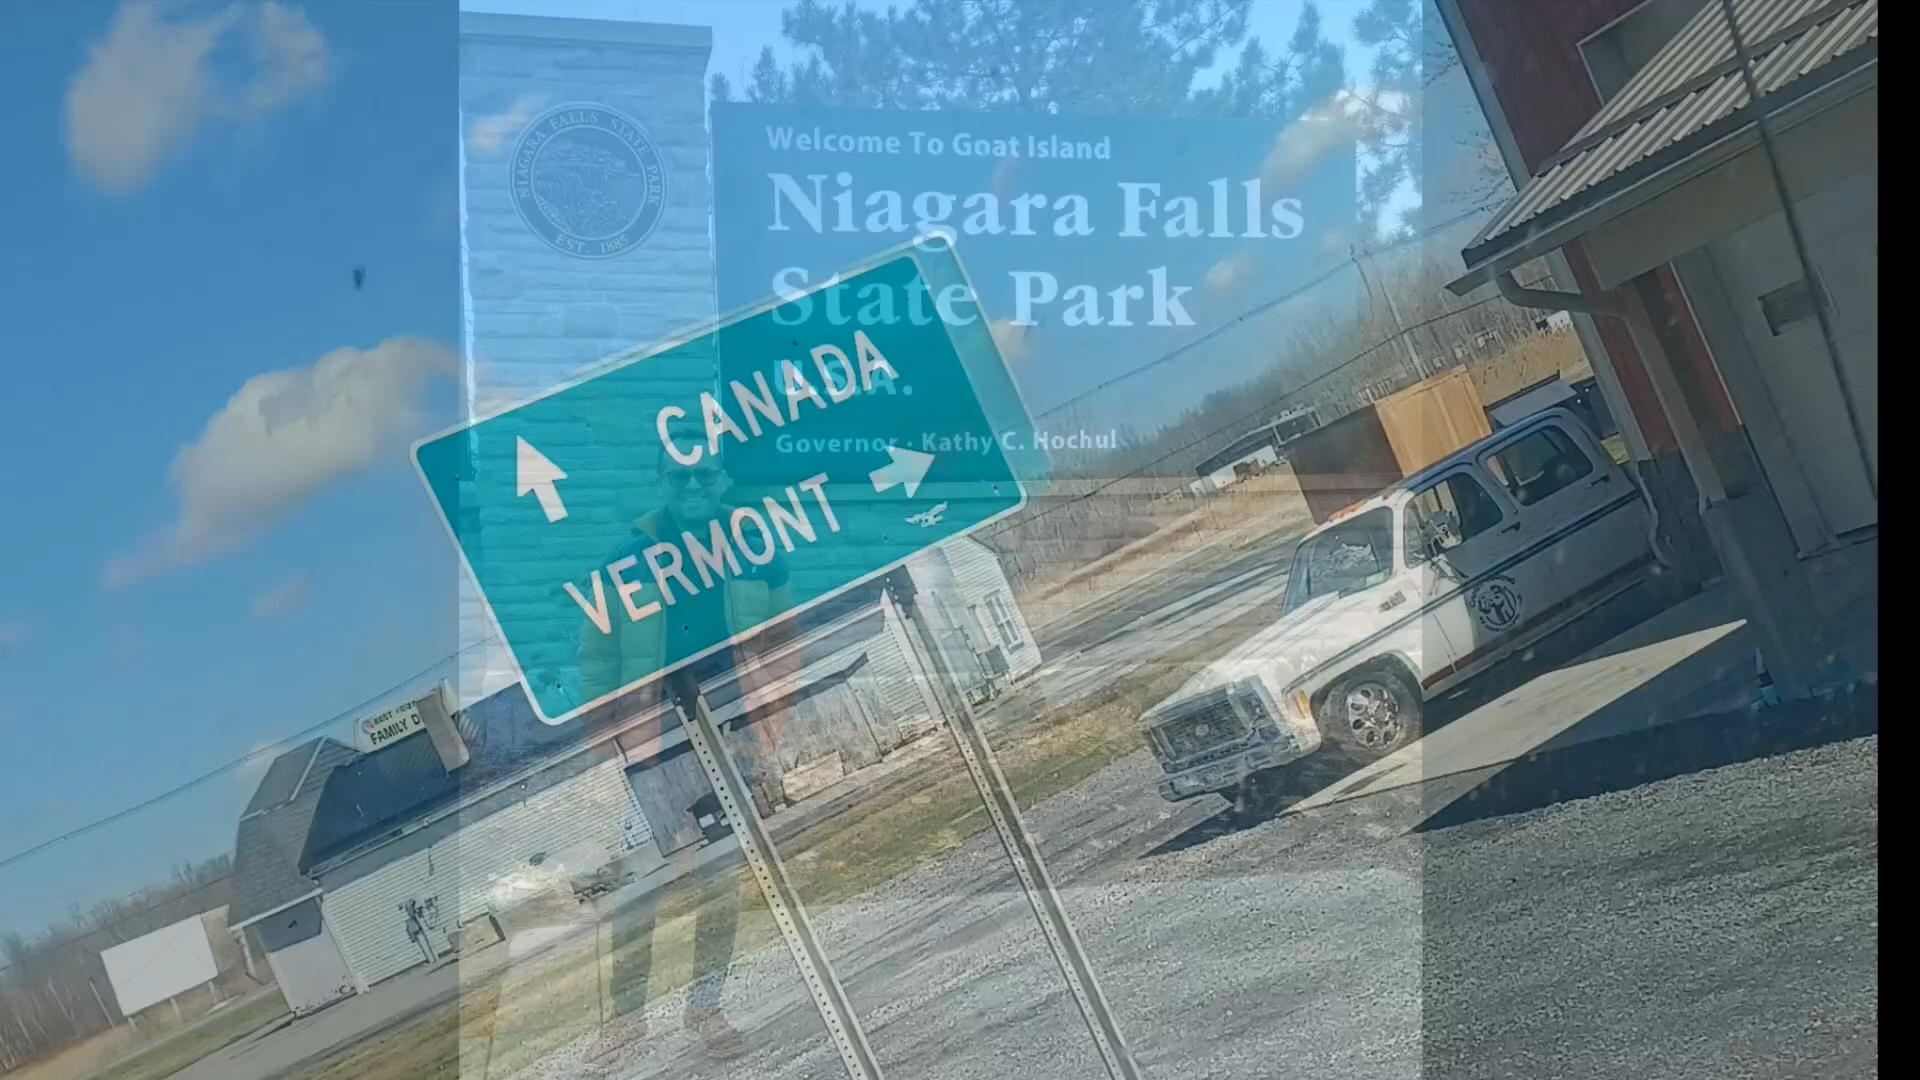 NIAGARA FALLS STATE PARK
EST. 1885
Welcome To Goat Island
Niagara Falls
State Park
U.S.A.
Governor · Kathy C. Hochul
CANADA
VERMONT
FAMILY